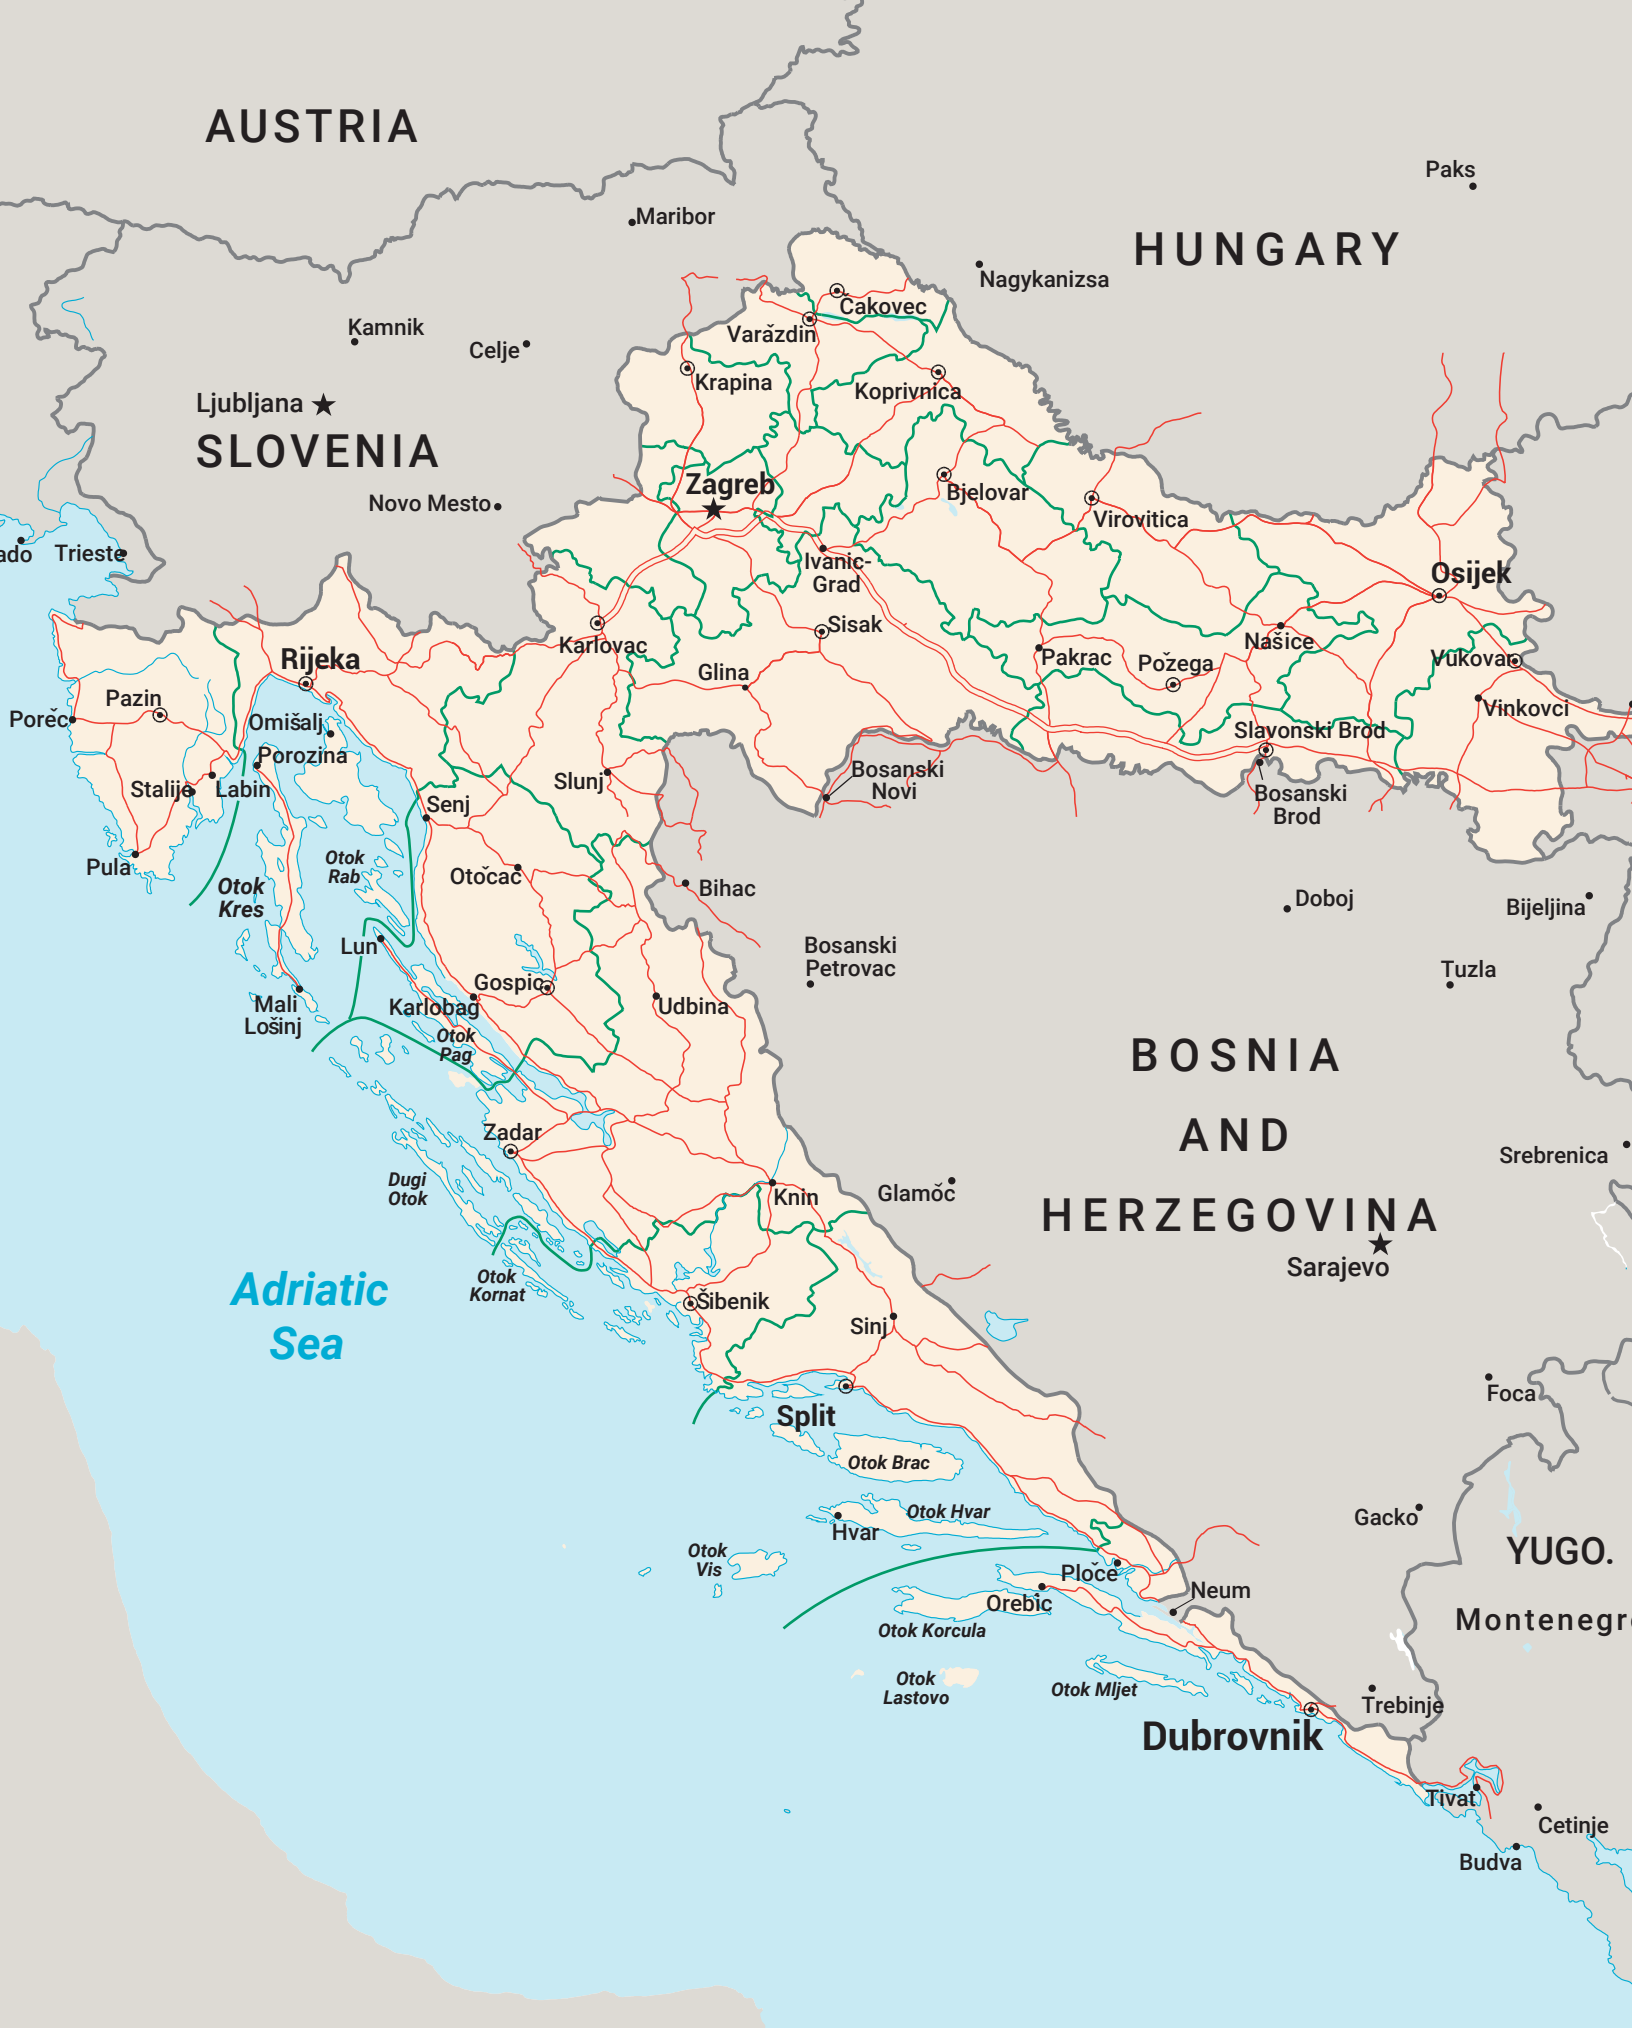 AUSTRIA
Paks
Maribor
HUNGARY
Nagykanizsa
Čakovec
Kamnik
Varaždin
Celje
Krapina
Koprivnica
Ljubljana
SLOVENIA
Zagreb
Bjelovar
Novo Mesto
Virovitica
ado
Trieste
Ivanic-
Grad
Osijek
Sisak
Karlovac
Našice
Rijeka
Pakrac
Požega
Vukovar
Glina
Pazin
Vinkovci
Poreč
Omišalj
Slavonski Brod
Porozina
Bosanski
Novi
Slunj
Stalije
Labin
Bosanski
Brod
Senj
Pula
Otok
Rab
Otočac
Otok
Kres
Bihac
Doboj
Bijeljina
Lun
Bosanski
Petrovac
Tuzla
Gospic
Mali
Lošinj
Karlobag
Udbina
Otok
Pag
BOSNIA
AND
HERZEGOVINA
Zadar
Srebrenica
Dugi
Otok
Knin
Glamoč
Sarajevo
Otok
Kornat
Adriatic
Sea
Šibenik
Sinj
Foca
Split
Otok Brac
Otok Hvar
Hvar
Gacko
Otok
Vis
YUGO.
Ploče
Orebic
Neum
Montenegr
Otok Korcula
Otok
Lastovo
Otok Mljet
Trebinje
Dubrovnik
Tivat
Cetinje
Budva